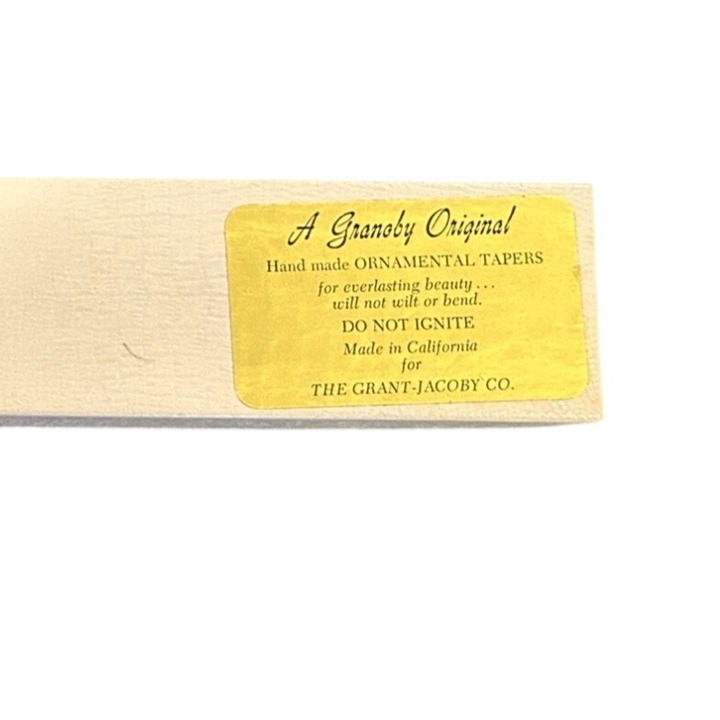 A Granoby Original
Hand made ORNAMENTAL TAPERS
for everlasting beauty...
will not wilt or bend.
DO NOT IGNITE
Made in California
for
THE GRANT-JACOBY CO.